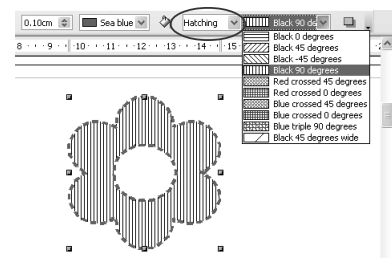 0.10cm Sea blue Hatching Black 90 de
8 9 10 11 12 13 14 15
Black 0 degrees
Black 45 degrees
Black -45 degrees
Black 90 degrees
Red crossed 45 degrees
Red crossed 0 degrees
Blue crossed 45 degrees
Blue crossed 0 degrees
Blue triple 90 degrees
Black 45 degrees wide